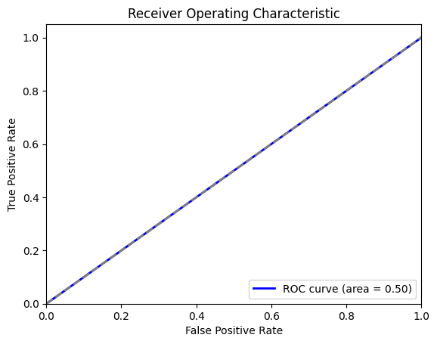 Receiver Operating Characteristic
1.0
0.8
0.6
0.4
0.2
0.0
True Positive Rate
ROC curve (area = 0.50)
0.0 0.2 0.4 0.6 0.8 1.0
False Positive Rate